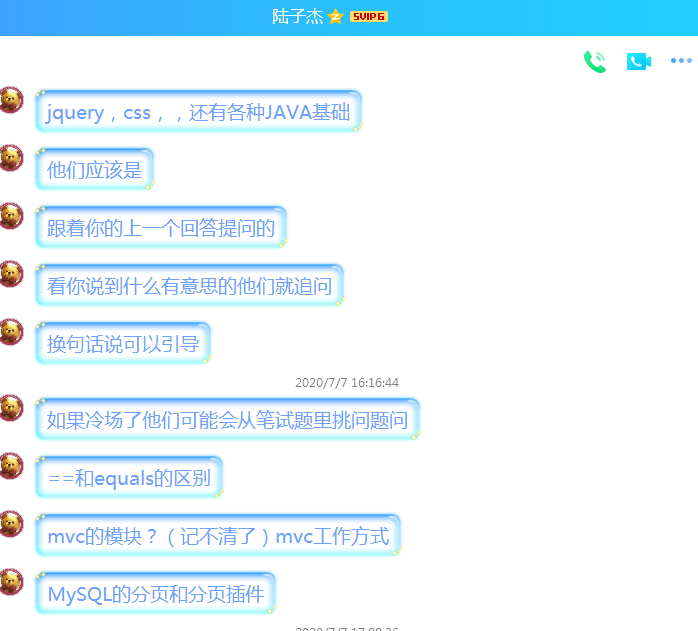 陆子杰 SVIP6
jquery，css，，还有各种JAVA基础
他们应该是
跟着你的上一个回答提问的
看你说到什么有意思的他们就追问
换句话说可以引导
2020/7/7 16:16:44
如果冷场了他们可能会从笔试题里挑问题问
==和equals的区别
mvc的模块？（记不清了）mvc工作方式
MySQL的分页和分页插件